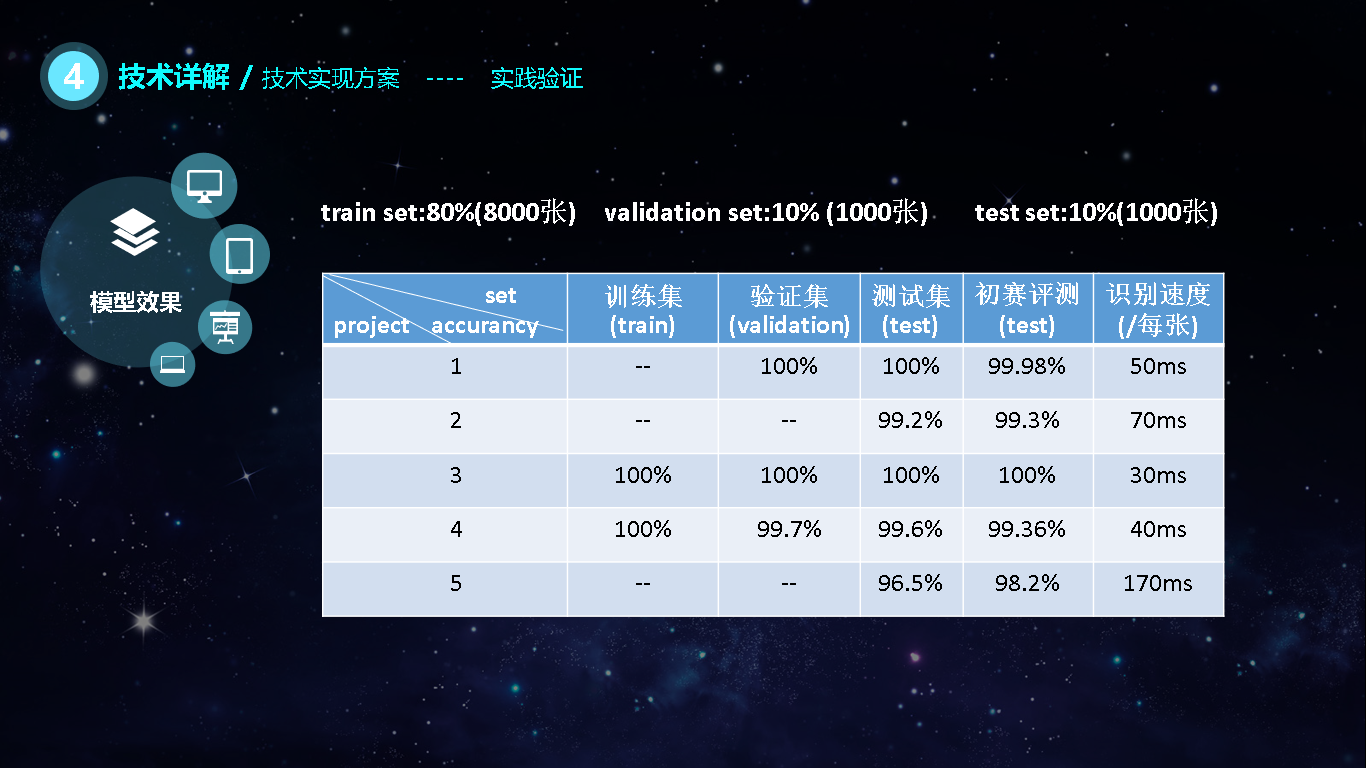 4
技术详解 / 技术实现方案 ---- 实践验证
模型效果
train set:80%(8000张) validation set:10% (1000张) test set:10%(1000张)
set
project accurancy
训练集
(train)
验证集
(validation)
测试集
(test)
初赛评测
(test)
识别速度
(/每张)
1 -- 100% 100% 99.98% 50ms
2 -- -- 99.2% 99.3% 70ms
3 100% 100% 100% 100% 30ms
4 100% 99.7% 99.6% 99.36% 40ms
5 -- -- 96.5% 98.2% 170ms